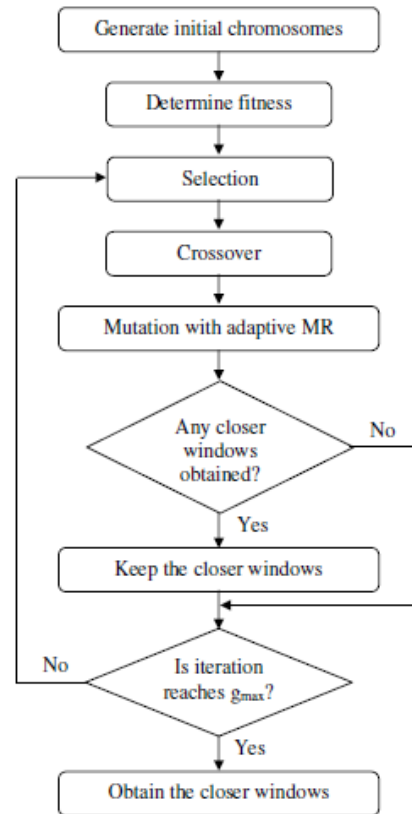 Generate initial chromosomes
Determine fitness
Selection
Crossover
Mutation with adaptive MR
Any closer
windows
obtained?
No
Yes
Keep the closer windows
No
Is iteration
reaches gmax?
Yes
Obtain the closer windows